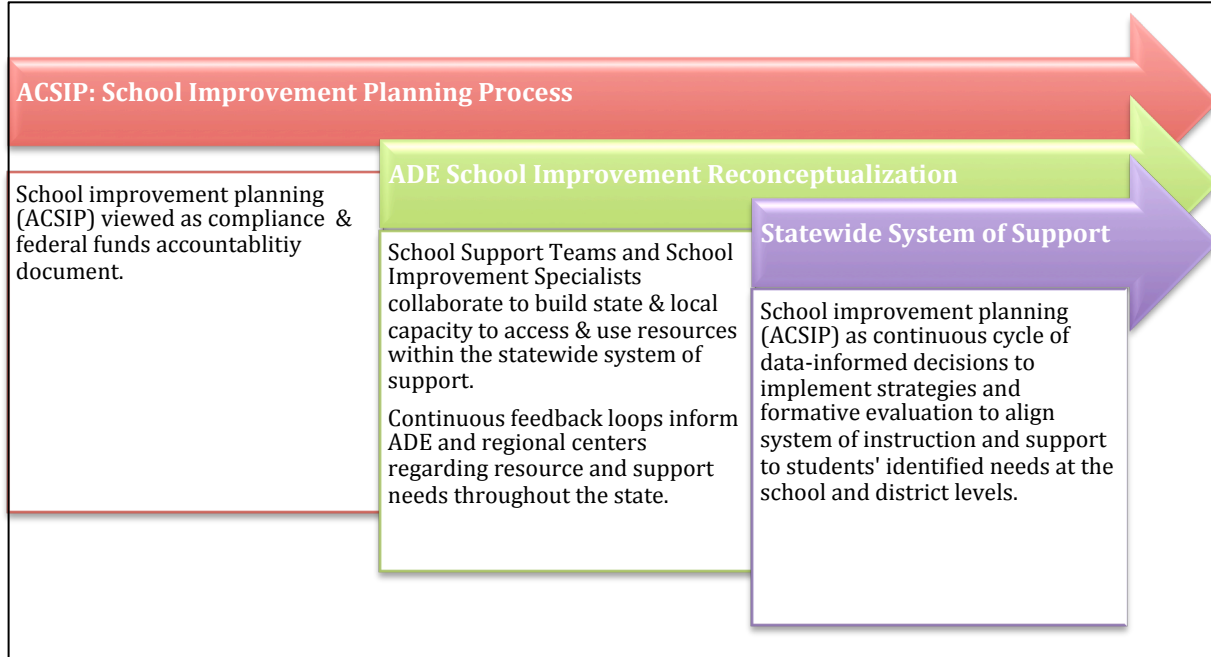 ACSIP: School Improvement Planning Process
School improvement planning
(ACSIP) viewed as compliance &
federal funds accountablitiy
document.
ADE School Improvement Reconceptualization
School Support Teams and School
Improvement Specialists
collaborate to build state & local
capacity to access & use resources
within the statewide system of
support.
Continuous feedback loops inform
ADE and regional centers
regarding resource and support
needs throughout the state.
Statewide System of Support
School improvement planning
(ACSIP) as continuous cycle of
data-informed decisions to
implement strategies and
formative evaluation to align
system of instruction and support
to students' identified needs at the
school and district levels.